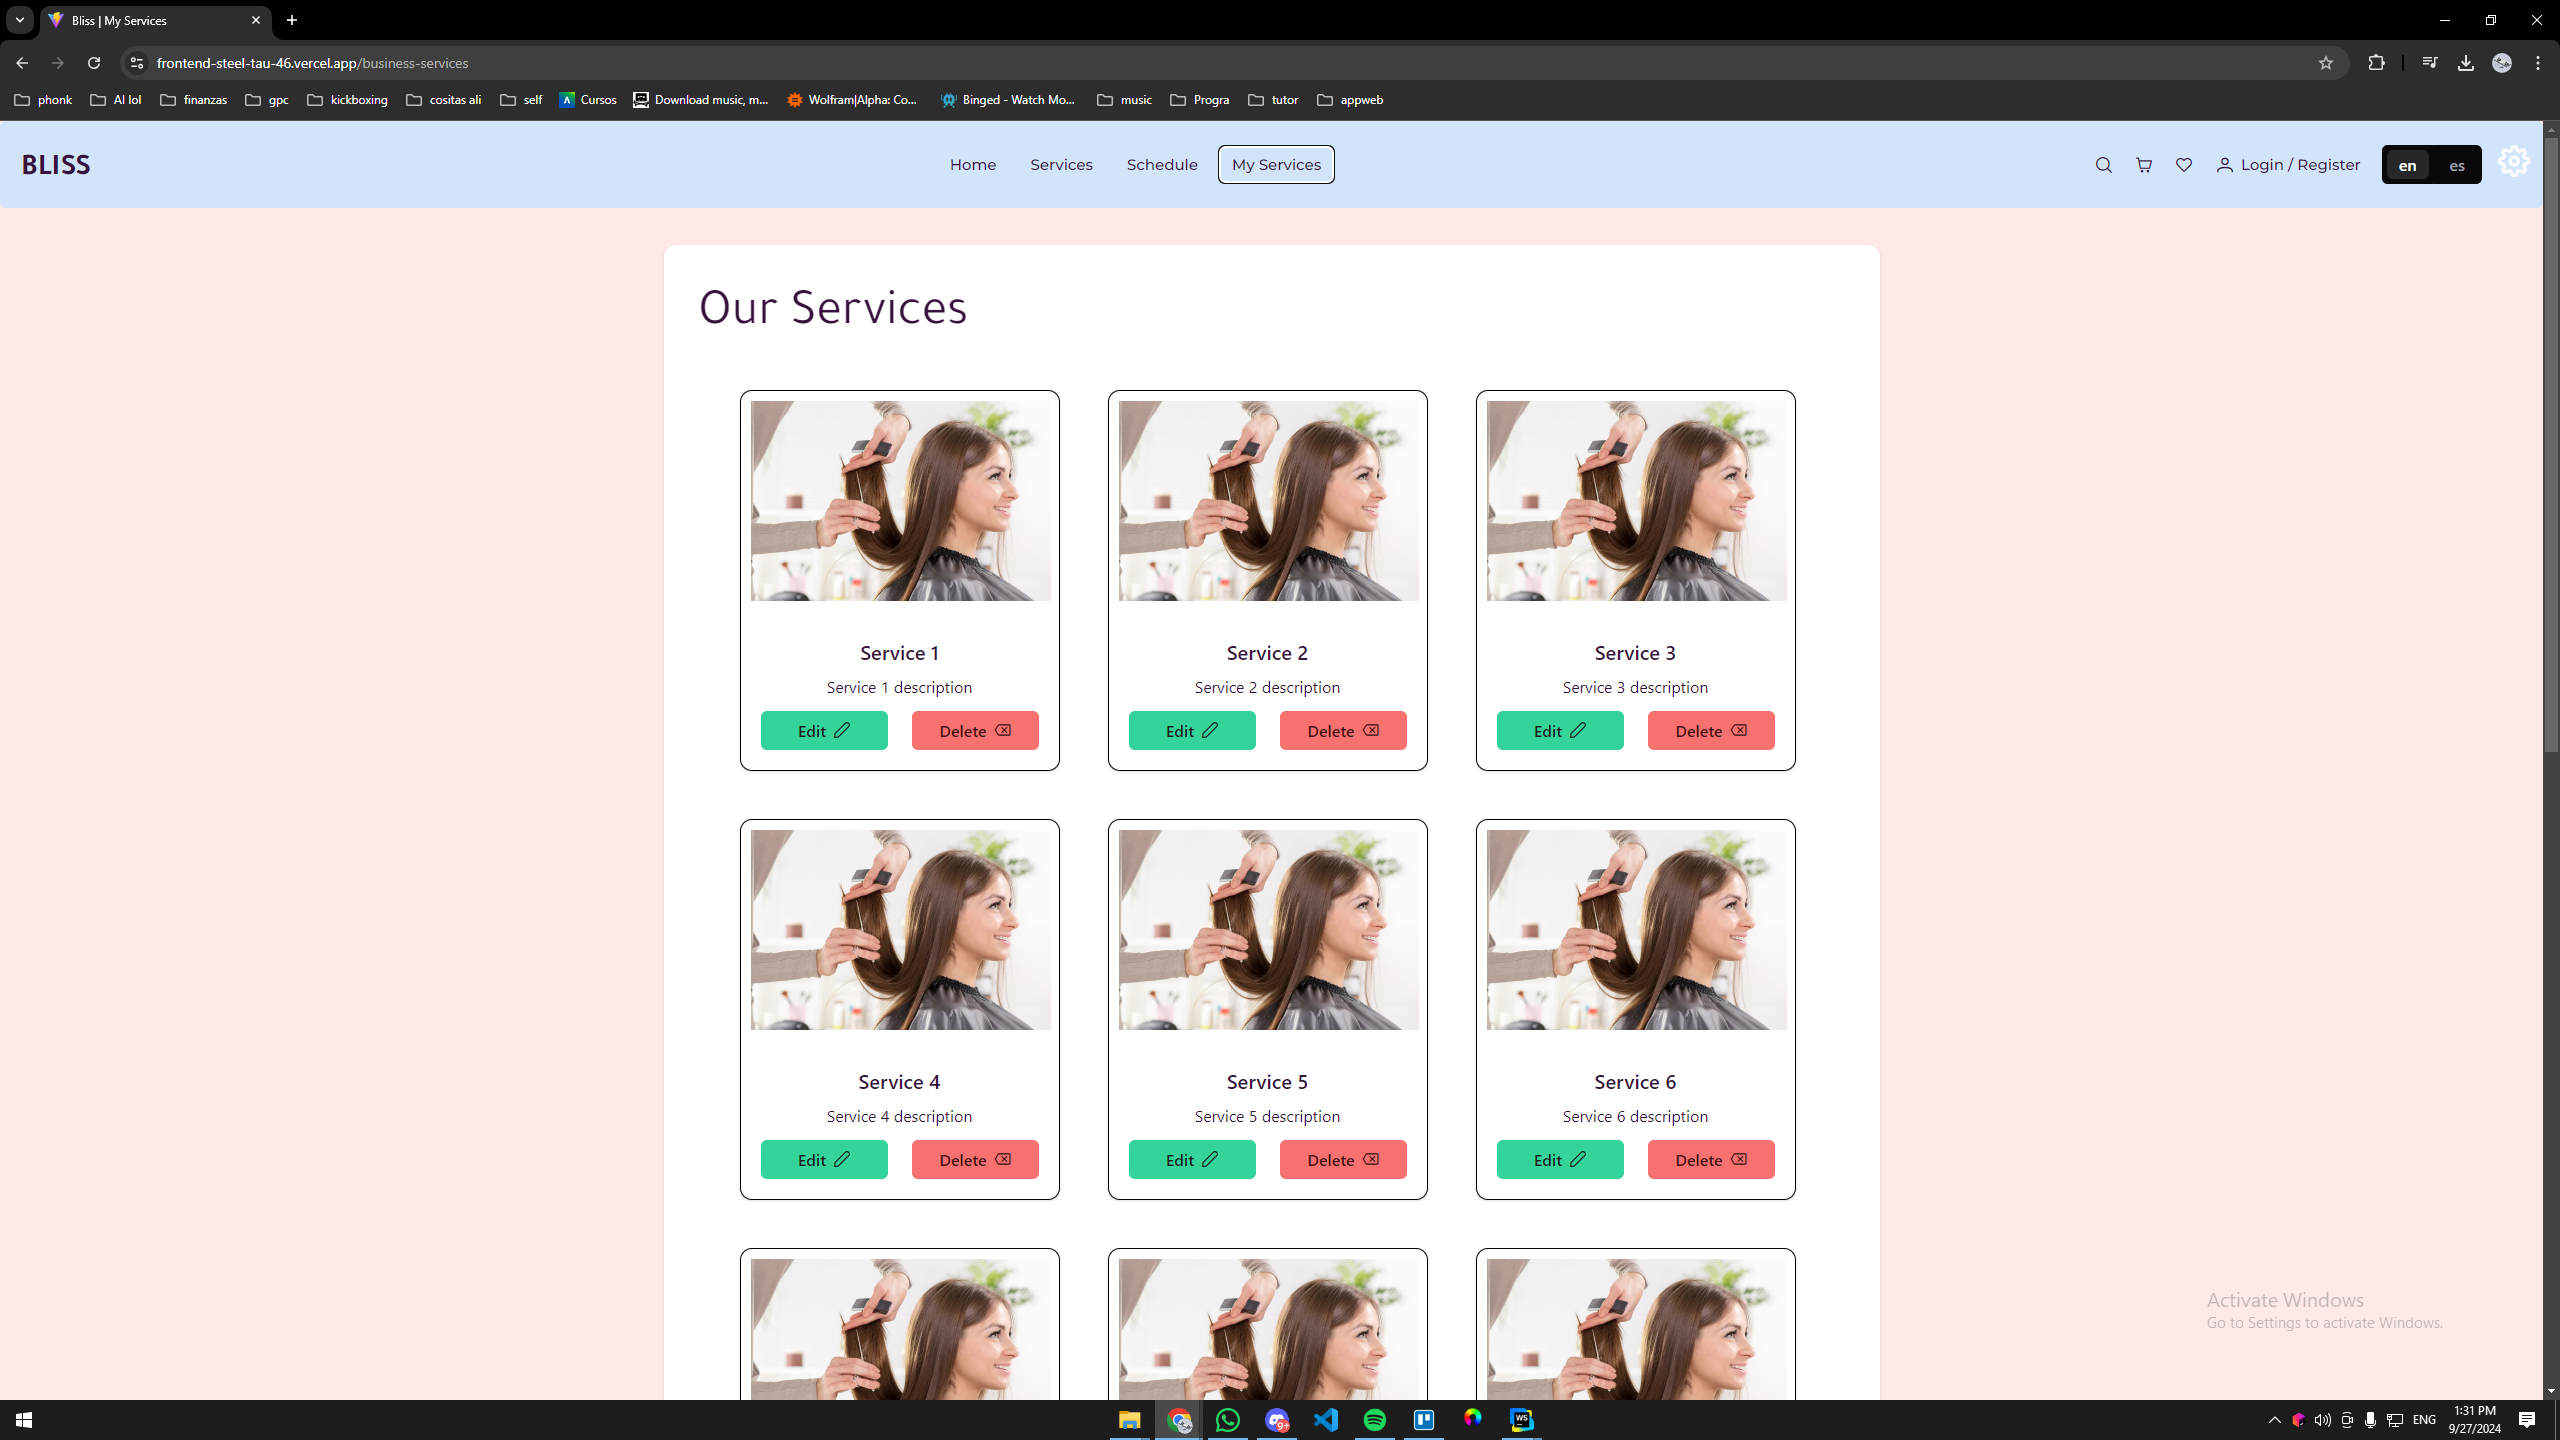 Bliss | My Services
frontend-steel-tau-46.vercel.app/business-services
phonk AI lol finanzas gpc kickboxing cositas ali self Cursos Download music, m... Wolfram|Alpha: Co... Binged - Watch Mo... music Progra tutor appweb
BLISS Home Services Schedule My Services Login / Register en es
Our Services
Service 1 Service 2 Service 3
Service 1 description Service 2 description Service 3 description
Edit Delete Edit Delete Edit Delete
Service 4 Service 5 Service 6
Service 4 description Service 5 description Service 6 description
Edit Delete Edit Delete Edit Delete
Activate Windows
Go to Settings to activate Windows.
9+ WS ENG 1:31 PM
9/27/2024